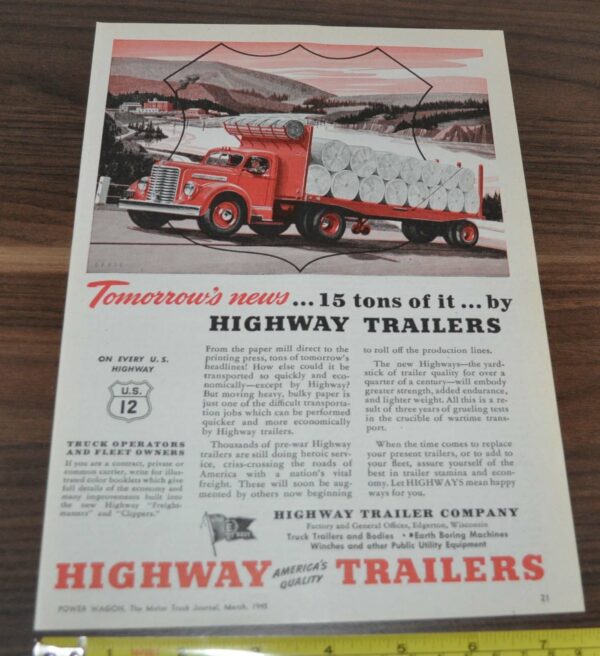 Tomorrow's news ... 15 tons of it ... by
HIGHWAY TRAILERS
ON EVERY U. S.
HIGHWAY
U.S.
12
TRUCK OPERATORS
AND FLEET OWNERS
If you are a contract, private or
common carrier, write for illus-
trated color booklets which give
full details of the economy and
many improvements built into
the new Highway "Freight-
masters" and "Clippers."
From the paper mill direct to the
printing press, tons of tomorrow's
headlines! How else could it be
transported so quickly and eco-
nomically—except by Highway?
But moving heavy, bulky paper is
just one of the difficult transporta-
tion jobs which can be performed
quicker and more economically
by Highway trailers.
Thousands of pre-war Highway
trailers are still doing heroic serv-
ice, criss-crossing the roads of
America with a nation's vital
freight. These will soon be aug-
mented by others now beginning
to roll off the production lines.
The new Highways—the yard-
stick of trailer quality for over a
quarter of a century—will embody
greater strength, added endurance,
and lighter weight. All this is a re-
sult of three years of grueling tests
in the crucible of wartime trans-
port.
When the time comes to replace
your present trailers, or to add to
your fleet, assure yourself of the
best in trailer stamina and econ-
omy. Let HIGHWAYS mean happy
ways for you.
HIGHWAY TRAILER COMPANY
Factory and General Offices, Edgerton, Wisconsin
Truck Trailers and Bodies • Earth Boring Machines
Winches and other Public Utility Equipment
HIGHWAY AMERICA'S QUALITY TRAILERS
POWER WAGON, The Motor Truck Journal, March, 1945
21
1 2 3 4 5 6 7